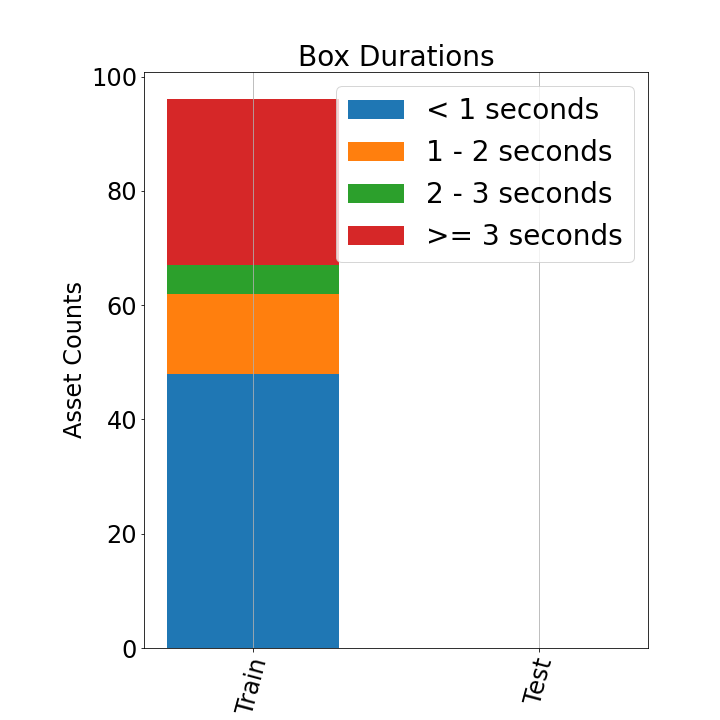 Box Durations
100
80
60
40
20
0
Asset Counts
< 1 seconds
1 - 2 seconds
2 - 3 seconds
>= 3 seconds
Train
Test